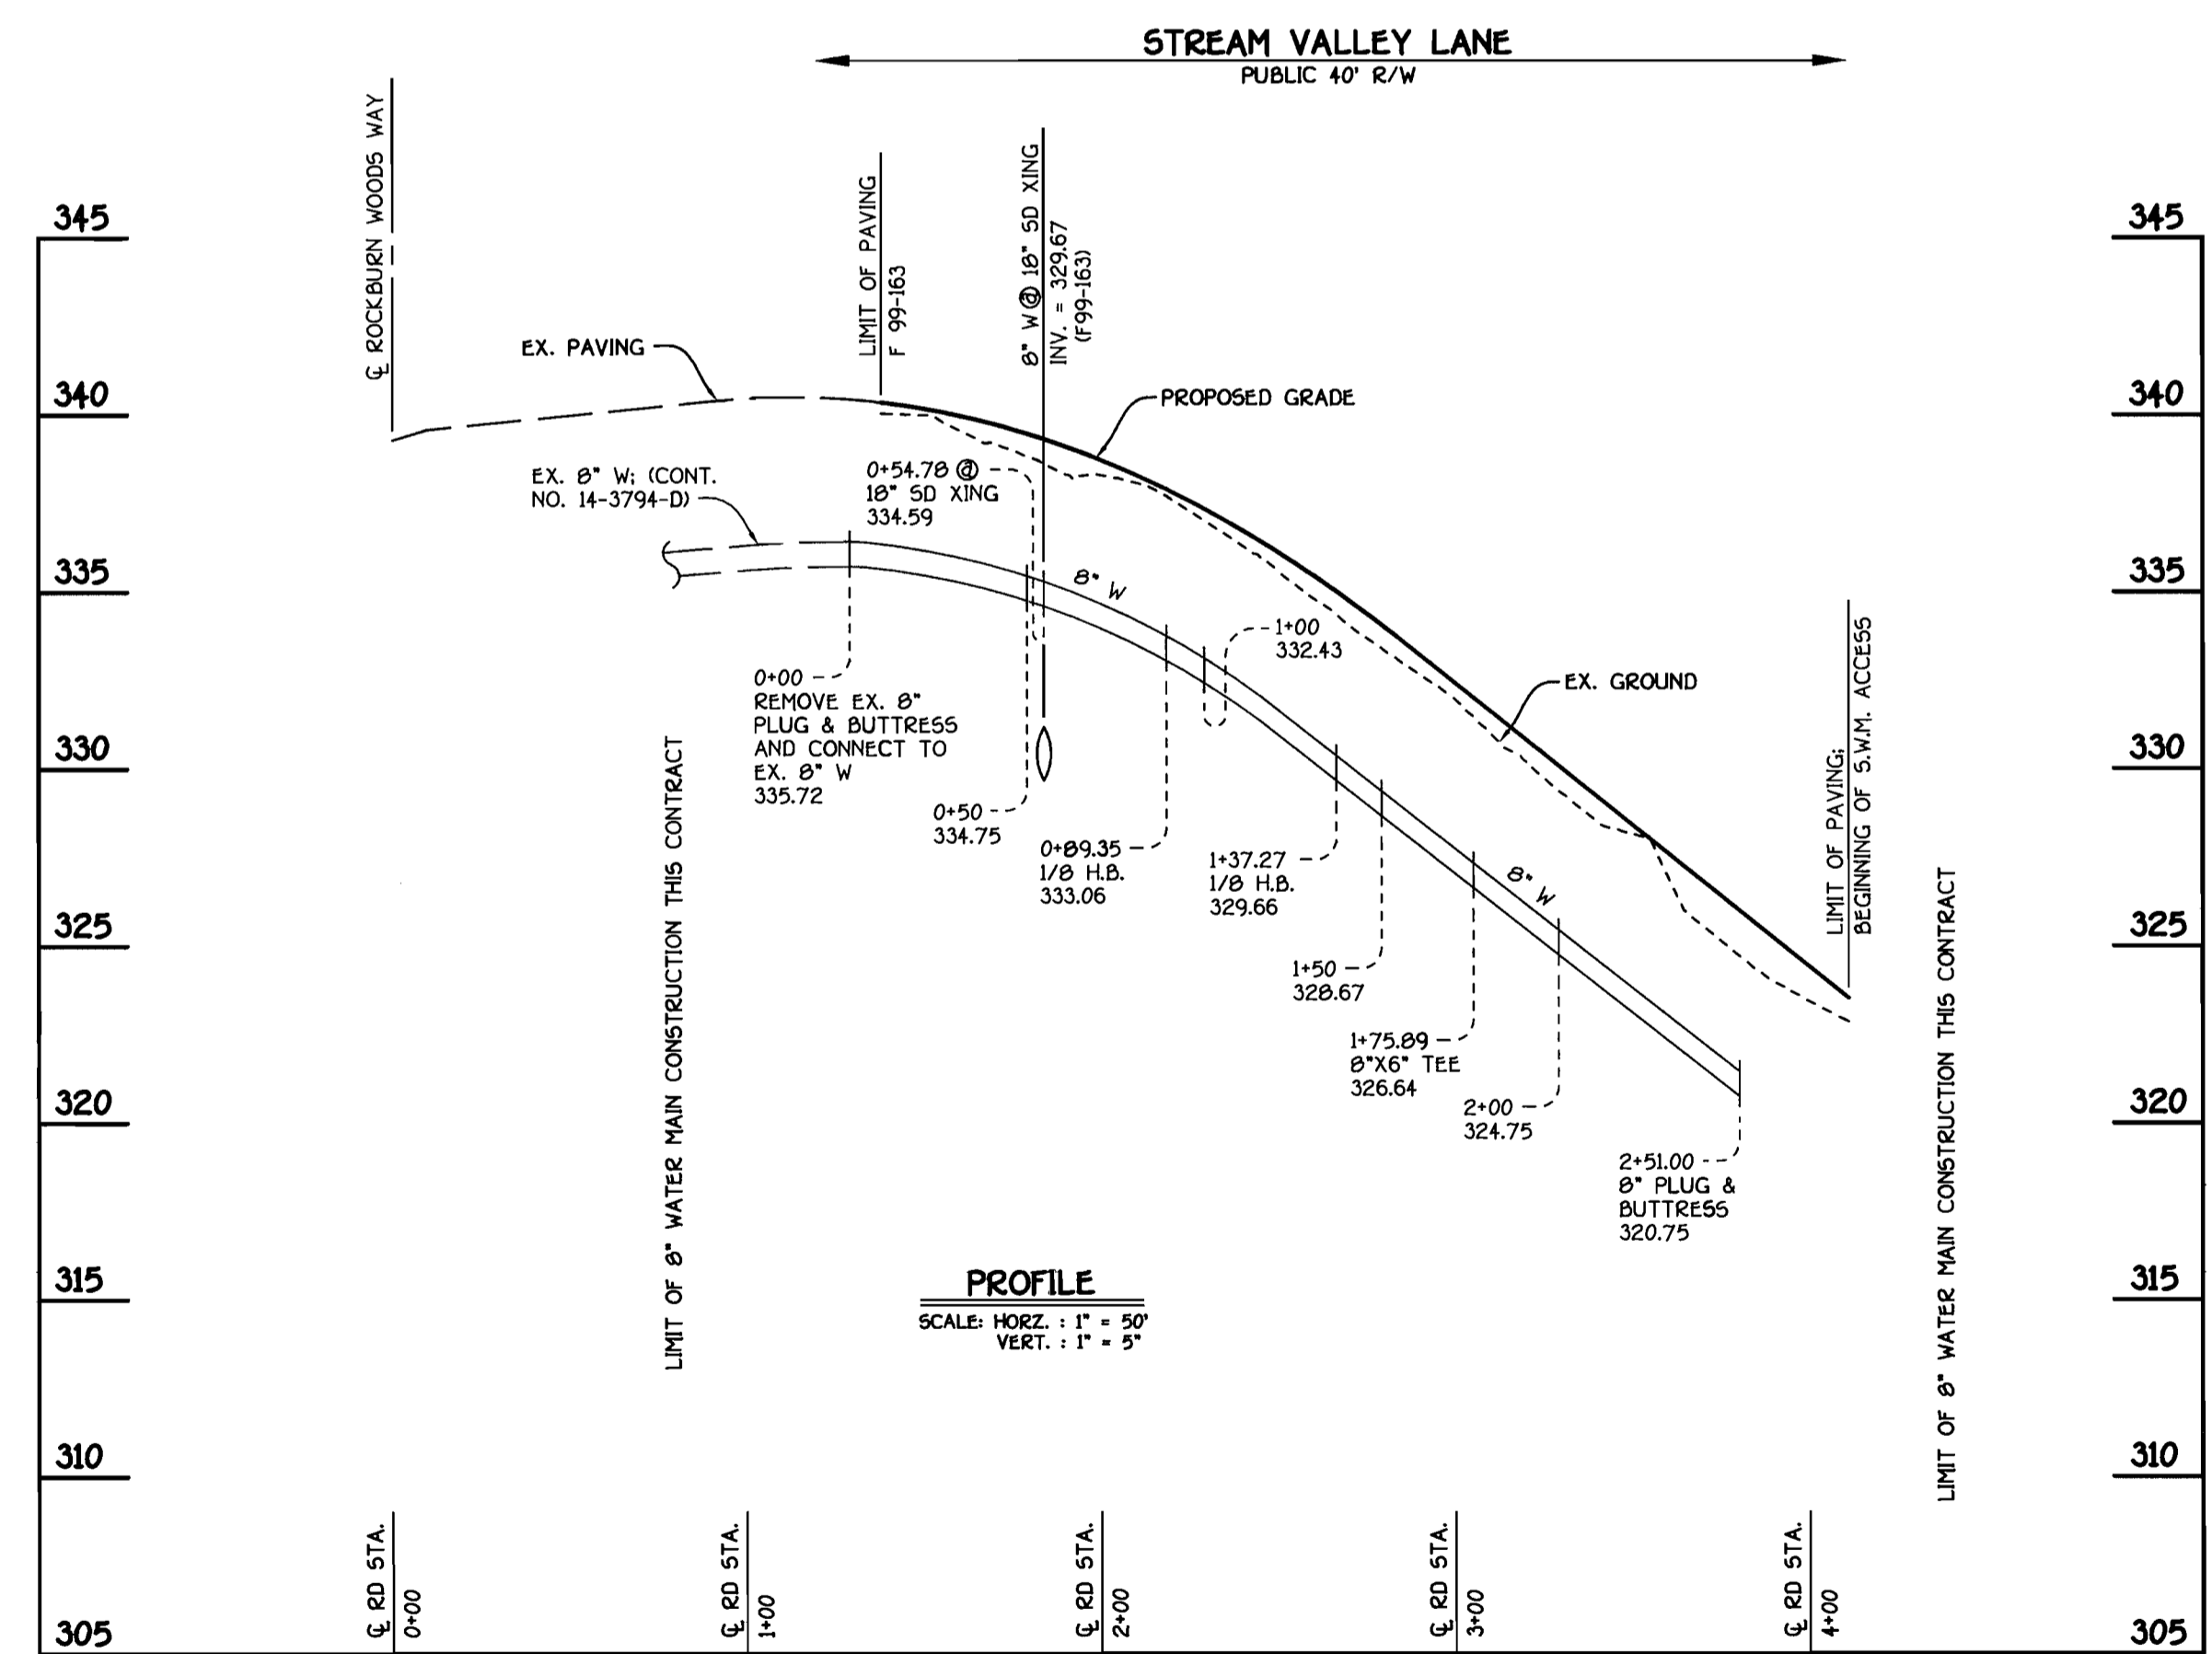 STREAM VALLEY LANE
PUBLIC 40' R/W
℄ ROCKBURN WOODS WAY
LIMIT OF PAVING
F 99-163
8" W @ 18" SD XING
INV. = 329.67
(F99-163)
345
345
EX. PAVING
340
PROPOSED GRADE
340
EX. 8" W; (CONT.
NO. 14-3794-D)
0+54.78 @
18" SD XING
334.59
335
8" W
335
1+00
332.43
0+00
REMOVE EX. 8"
PLUG & BUTTRESS
AND CONNECT TO
EX. 8" W
335.72
EX. GROUND
LIMIT OF PAVING;
BEGINNING OF S.W.M. ACCESS
330
330
0+50
334.75
0+89.35
1/8 H.B.
333.06
1+37.27
1/8 H.B.
329.66
8" W
325
325
1+50
328.67
1+75.89
8"X6" TEE
326.64
2+00
324.75
320
320
2+51.00
8" PLUG &
BUTTRESS
320.75
LIMIT OF 8" WATER MAIN CONSTRUCTION THIS CONTRACT
LIMIT OF 8" WATER MAIN CONSTRUCTION THIS CONTRACT
315
315
PROFILE
SCALE: HORZ. : 1" = 50'
VERT. : 1" = 5"
310
310
305
℄ RD STA.
0+00
℄ RD STA.
1+00
℄ RD STA.
2+00
℄ RD STA.
3+00
℄ RD STA.
4+00
305